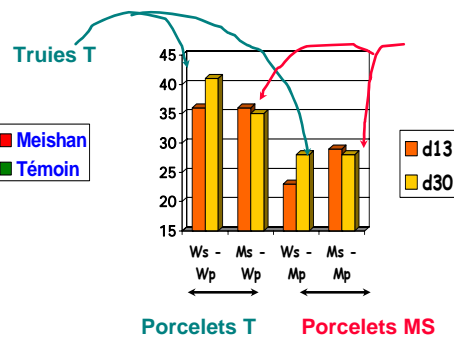 Truies T
Meishan
Témoin
45
40
35
30
25
20
15
d13
d30
Ws - Wp
Ms - Wp
Ws - Mp
Ms - Mp
Porcelets T
Porcelets MS